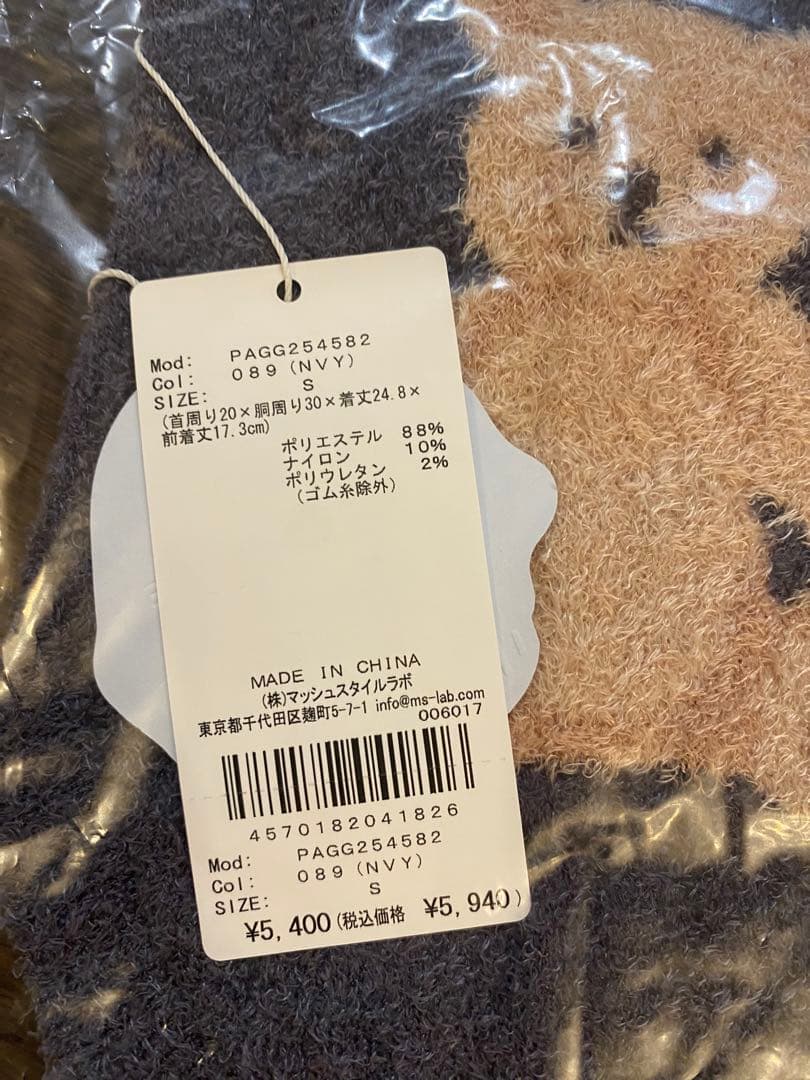 Mod: PAGG254582
Col: 089(NVY)
SIZE: S
(首周り20×胴周り30×着丈24.8×
前着丈17.3cm)
ポリエステル 88%
ナイロン 10%
ポリウレタン 2%
(ゴム糸除外)
MADE IN CHINA
(株)マッシュスタイルラボ
東京都千代田区麹町5-7-1 info@ms-lab.com
006017
4570182041826
Mod: PAGG254582
Col: 089(NVY)
SIZE: S
¥5,400(税込価格 ¥5,940)